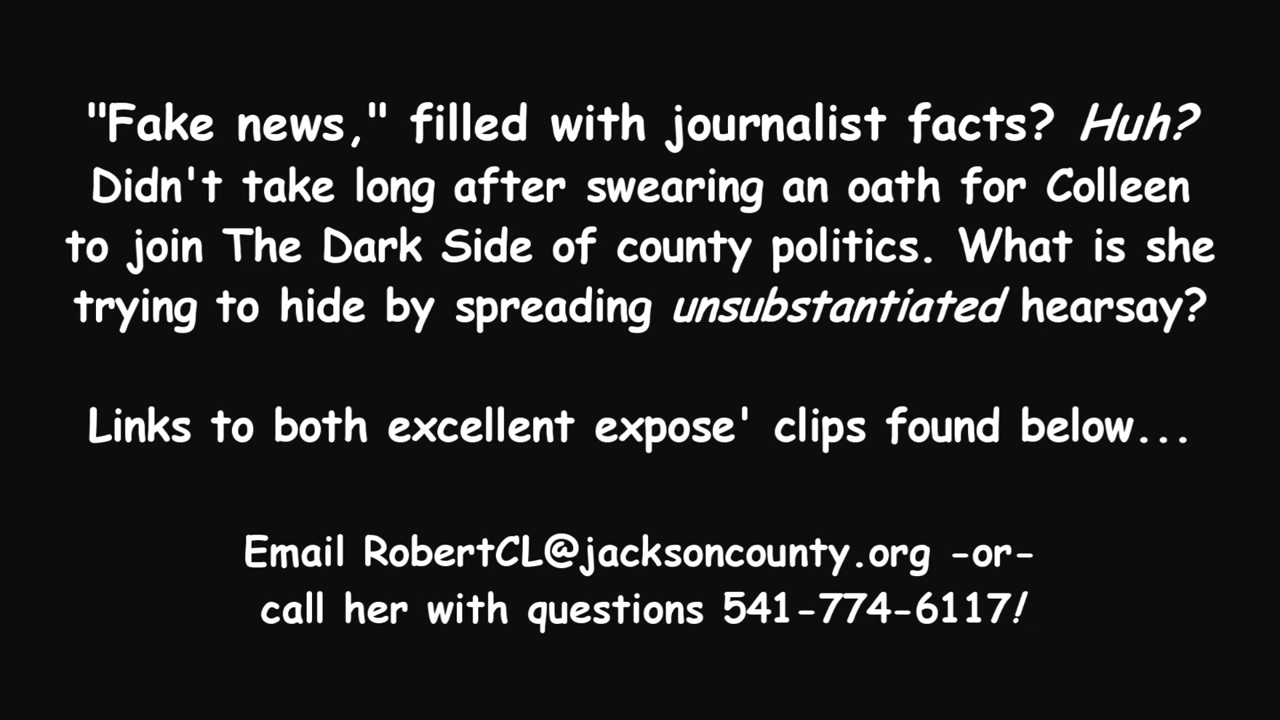 "Fake news," filled with journalist facts? Huh?
Didn't take long after swearing an oath for Colleen
to join The Dark Side of county politics. What is she
trying to hide by spreading unsubstantiated hearsay?
Links to both excellent expose' clips found below...
Email RobertCL@jacksoncounty.org -or-
call her with questions 541-774-6117!